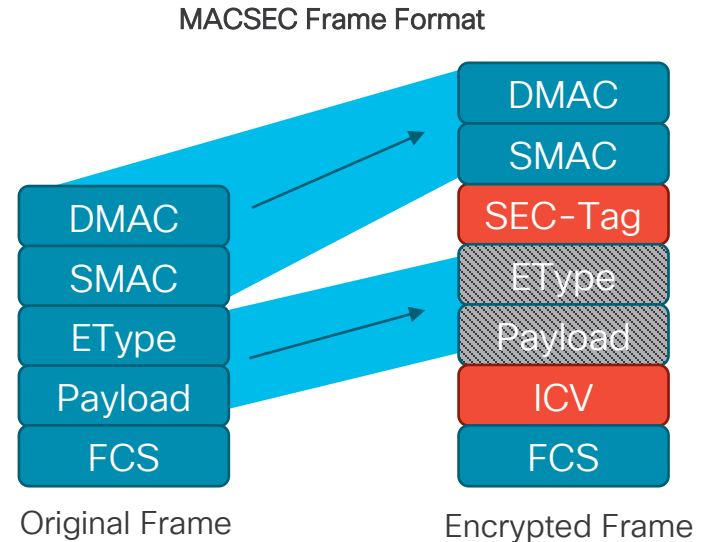 MACSEC Frame Format
DMAC
SMAC
EType
Payload
FCS
Original Frame
DMAC
SMAC
SEC-Tag
EType
Payload
ICV
FCS
Encrypted Frame